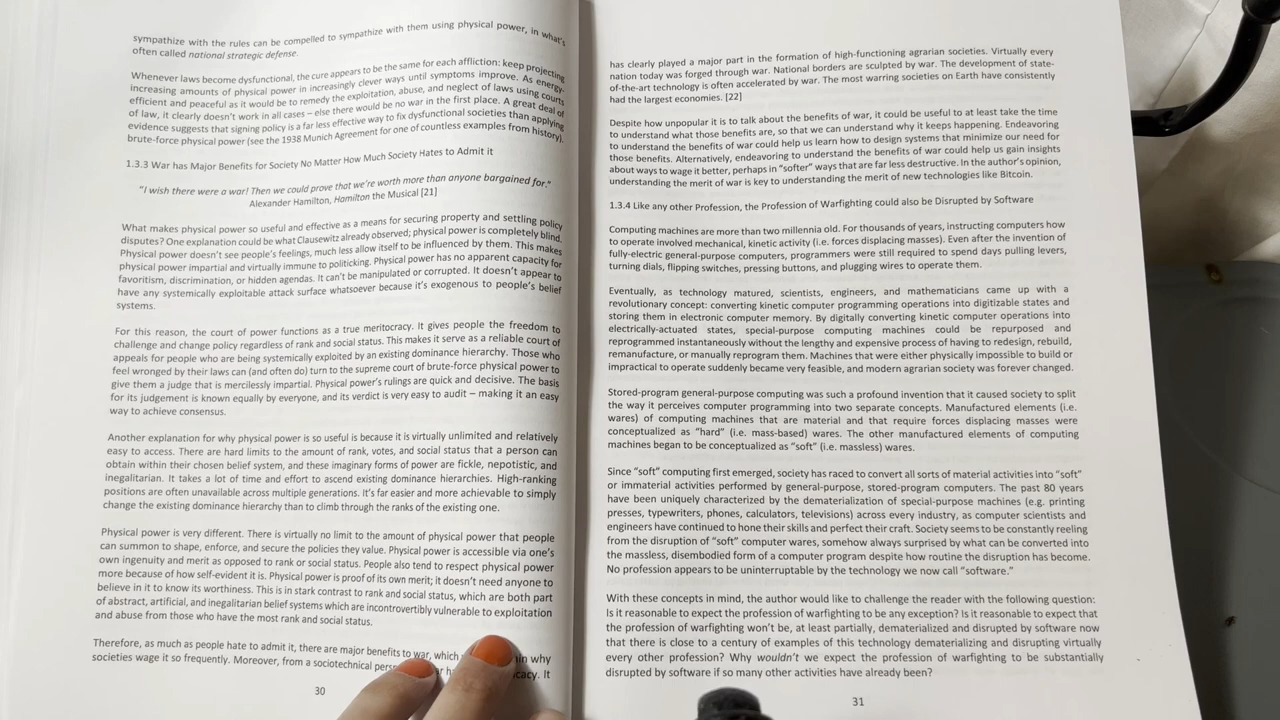 sympathize with the rules can be compelled to sympathize with them using physical power, in what's
often called national strategic defense.
Whenever laws become dysfunctional, the cure appears to be the same for each affliction: keep projecting
increasing amounts of physical power in increasingly clever ways until symptoms improve. As energy-
efficient and peaceful as it would be to remedy the exploitation, abuse, and neglect of laws using courts
of law, it clearly doesn't work in all cases – else there would be no war in the first place. A great deal of
evidence suggests that signing policy is a far less effective way to fix dysfunctional societies than applying
brute-force physical power (see the 1938 Munich Agreement for one of countless examples from history).
1.3.3 War has Major Benefits for Society No Matter How Much Society Hates to Admit it
"I wish there were a war! Then we could prove that we're worth more than anyone bargained for."
Alexander Hamilton, Hamilton the Musical [21]
What makes physical power so useful and effective as a means for securing property and settling policy
disputes? One explanation could be what Clausewitz already observed; physical power is completely blind.
Physical power doesn't see people's feelings, much less allow itself to be influenced by them. This makes
physical power impartial and virtually immune to politicking. Physical power has no apparent capacity for
favoritism, discrimination, or hidden agendas. It can't be manipulated or corrupted. It doesn't appear to
have any systemically exploitable attack surface whatsoever because it's exogenous to people's belief
systems.
For this reason, the court of power functions as a true meritocracy. It gives people the freedom to
challenge and change policy regardless of rank and social status. This makes it serve as a reliable court of
appeals for people who are being systemically exploited by an existing dominance hierarchy. Those who
feel wronged by their laws can (and often do) turn to the supreme court of brute-force physical power to
give them a judge that is mercilessly impartial. Physical power's rulings are quick and decisive. The basis
for its judgement is known equally by everyone, and its verdict is very easy to audit – making it an easy
way to achieve consensus.
Another explanation for why physical power is so useful is because it is virtually unlimited and relatively
easy to access. There are hard limits to the amount of rank, votes, and social status that a person can
obtain within their chosen belief system, and these imaginary forms of power are fickle, nepotistic, and
inegalitarian. It takes a lot of time and effort to ascend existing dominance hierarchies. High-ranking
positions are often unavailable across multiple generations. It's far easier and more achievable to simply
change the existing dominance hierarchy than to climb through the ranks of the existing one.
Physical power is very different. There is virtually no limit to the amount of physical power that people
can summon to shape, enforce, and secure the policies they value. Physical power is accessible via one's
own ingenuity and merit as opposed to rank or social status. People also tend to respect physical power
more because of how self-evident it is. Physical power is proof of its own merit; it doesn't need anyone to
believe in it to know its worthiness. This is in stark contrast to rank and social status, which are both part
of abstract, artificial, and inegalitarian belief systems which are incontrovertibly vulnerable to exploitation
and abuse from those who have the most rank and social status.
Therefore, as much as people hate to admit it, there are major benefits to war, which why
societies wage it so frequently. Moreover, from a sociotechnical It
30
has clearly played a major part in the formation of high-functioning agrarian societies. Virtually every
nation today was forged through war. National borders are sculpted by war. The development of state-
of-the-art technology is often accelerated by war. The most warring societies on Earth have consistently
had the largest economies. [22]
Despite how unpopular it is to talk about the benefits of war, it could be useful to at least take the time
to understand what those benefits are, so that we can understand why it keeps happening. Endeavoring
to understand the benefits of war could help us learn how to design systems that minimize our need for
those benefits. Alternatively, endeavoring to understand the benefits of war could help us gain insights
about ways to wage it better, perhaps in "softer" ways that are far less destructive. In the author's opinion,
understanding the merit of war is key to understanding the merit of new technologies like Bitcoin.
1.3.4 Like any other Profession, the Profession of Warfighting could also be Disrupted by Software
Computing machines are more than two millennia old. For thousands of years, instructing computers how
to operate involved mechanical, kinetic activity (i.e. forces displacing masses). Even after the invention of
fully-electric general-purpose computers, programmers were still required to spend days pulling levers,
turning dials, flipping switches, pressing buttons, and plugging wires to operate them.
Eventually, as technology matured, scientists, engineers, and mathematicians came up with a
revolutionary concept: converting kinetic computer programming operations into digitizable states and
storing them in electronic computer memory. By digitally converting kinetic computer operations into
electrically-actuated states, special-purpose computing machines could be repurposed and
reprogrammed instantaneously without the lengthy and expensive process of having to redesign, rebuild,
remanufacture, or manually reprogram them. Machines that were either physically impossible to build or
impractical to operate suddenly became very feasible, and modern agrarian society was forever changed.
Stored-program general-purpose computing was such a profound invention that it caused society to split
the way it perceives computer programming into two separate concepts. Manufactured elements (i.e.
wares) of computing machines that are material and that require forces displacing masses were
conceptualized as "hard" (i.e. mass-based) wares. The other manufactured elements of computing
machines began to be conceptualized as "soft" (i.e. massless) wares.
Since "soft" computing first emerged, society has raced to convert all sorts of material activities into "soft"
or immaterial activities performed by general-purpose, stored-program computers. The past 80 years
have been uniquely characterized by the dematerialization of special-purpose machines (e.g. printing
presses, typewriters, phones, calculators, televisions) across every industry, as computer scientists and
engineers have continued to hone their skills and perfect their craft. Society seems to be constantly reeling
from the disruption of "soft" computer wares, somehow always surprised by what can be converted into
the massless, disembodied form of a computer program despite how routine the disruption has become.
No profession appears to be uninterruptable by the technology we now call "software."
With these concepts in mind, the author would like to challenge the reader with the following question:
Is it reasonable to expect the profession of warfighting to be any exception? Is it reasonable to expect that
the profession of warfighting won't be, at least partially, dematerialized and disrupted by software now
that there is close to a century of examples of this technology dematerializing and disrupting virtually
every other profession? Why wouldn't we expect the profession of warfighting to be substantially
disrupted by software if so many other activities have already been?
31